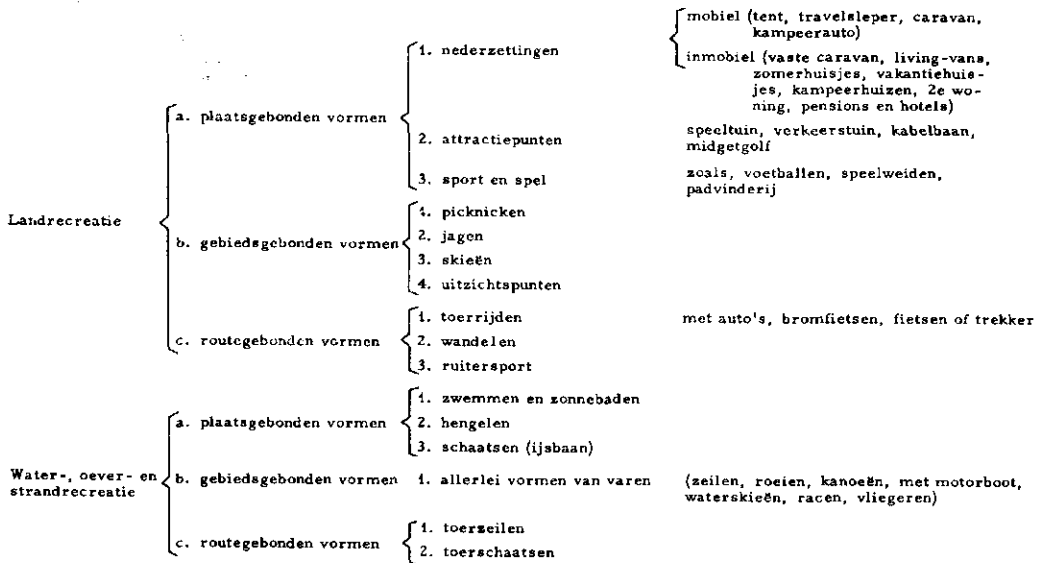 Landrecreatie
a. plaatsgebonden vormen
1. nederzettingen
mobiel (tent, travelsleper, caravan,
kampeerauto)
inmobiel (vaste caravan, living-vans,
zomerhuisjes, vakantiehuis-
jes, kampeerhuizen, 2e wo-
ning, pensions en hotels)
2. attractiepunten
speeltuin, verkeerstuin, kabelbaan,
midgetgolf
3. sport en spel
zoals, voetballen, speelweiden,
padvinderij
b. gebiedsgebonden vormen
1. picknicken
2. jagen
3. skieën
4. uitzichtspunten
c. routegebonden vormen
1. toerrijden
met auto's, bromfietsen, fietsen of trekker
2. wandelen
3. ruitersport
Water-, oever- en
strandrecreatie
a. plaatsgebonden vormen
1. zwemmen en zonnebaden
2. hengelen
3. schaatsen (ijsbaan)
b. gebiedsgebonden vormen
1. allerlei vormen van varen
(zeilen, roeien, kanoeën, met motorboot,
waterskieën, racen, vliegeren)
c. routegebonden vormen
1. toerzeilen
2. toerschaatsen